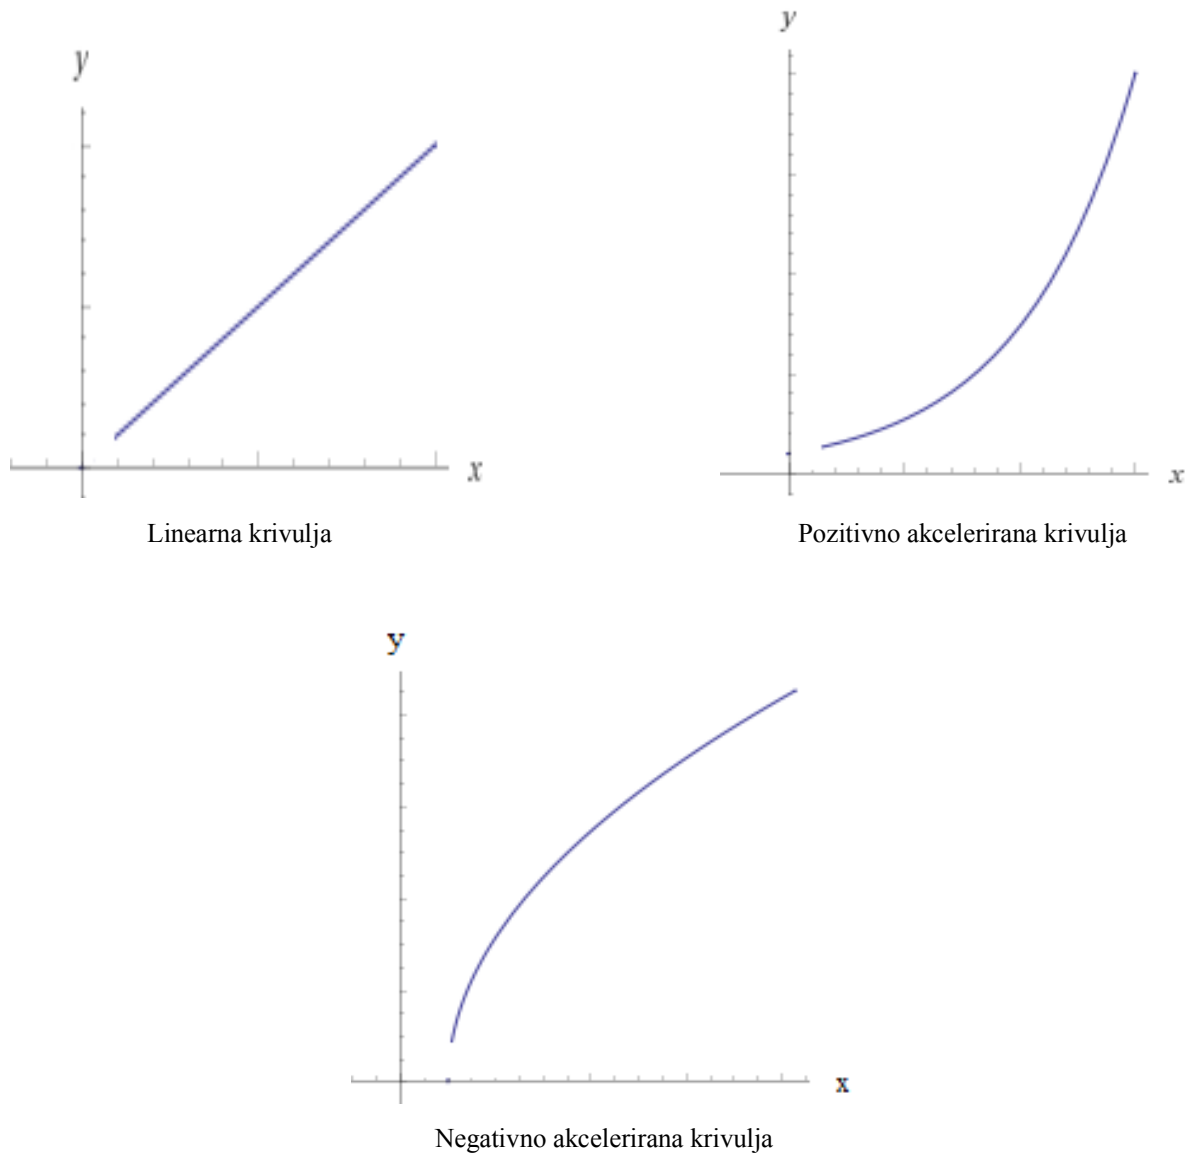 y
y
x
x
Linearna krivulja
Pozitivno akcelerirana krivulja
y
x
Negativno akcelerirana krivulja